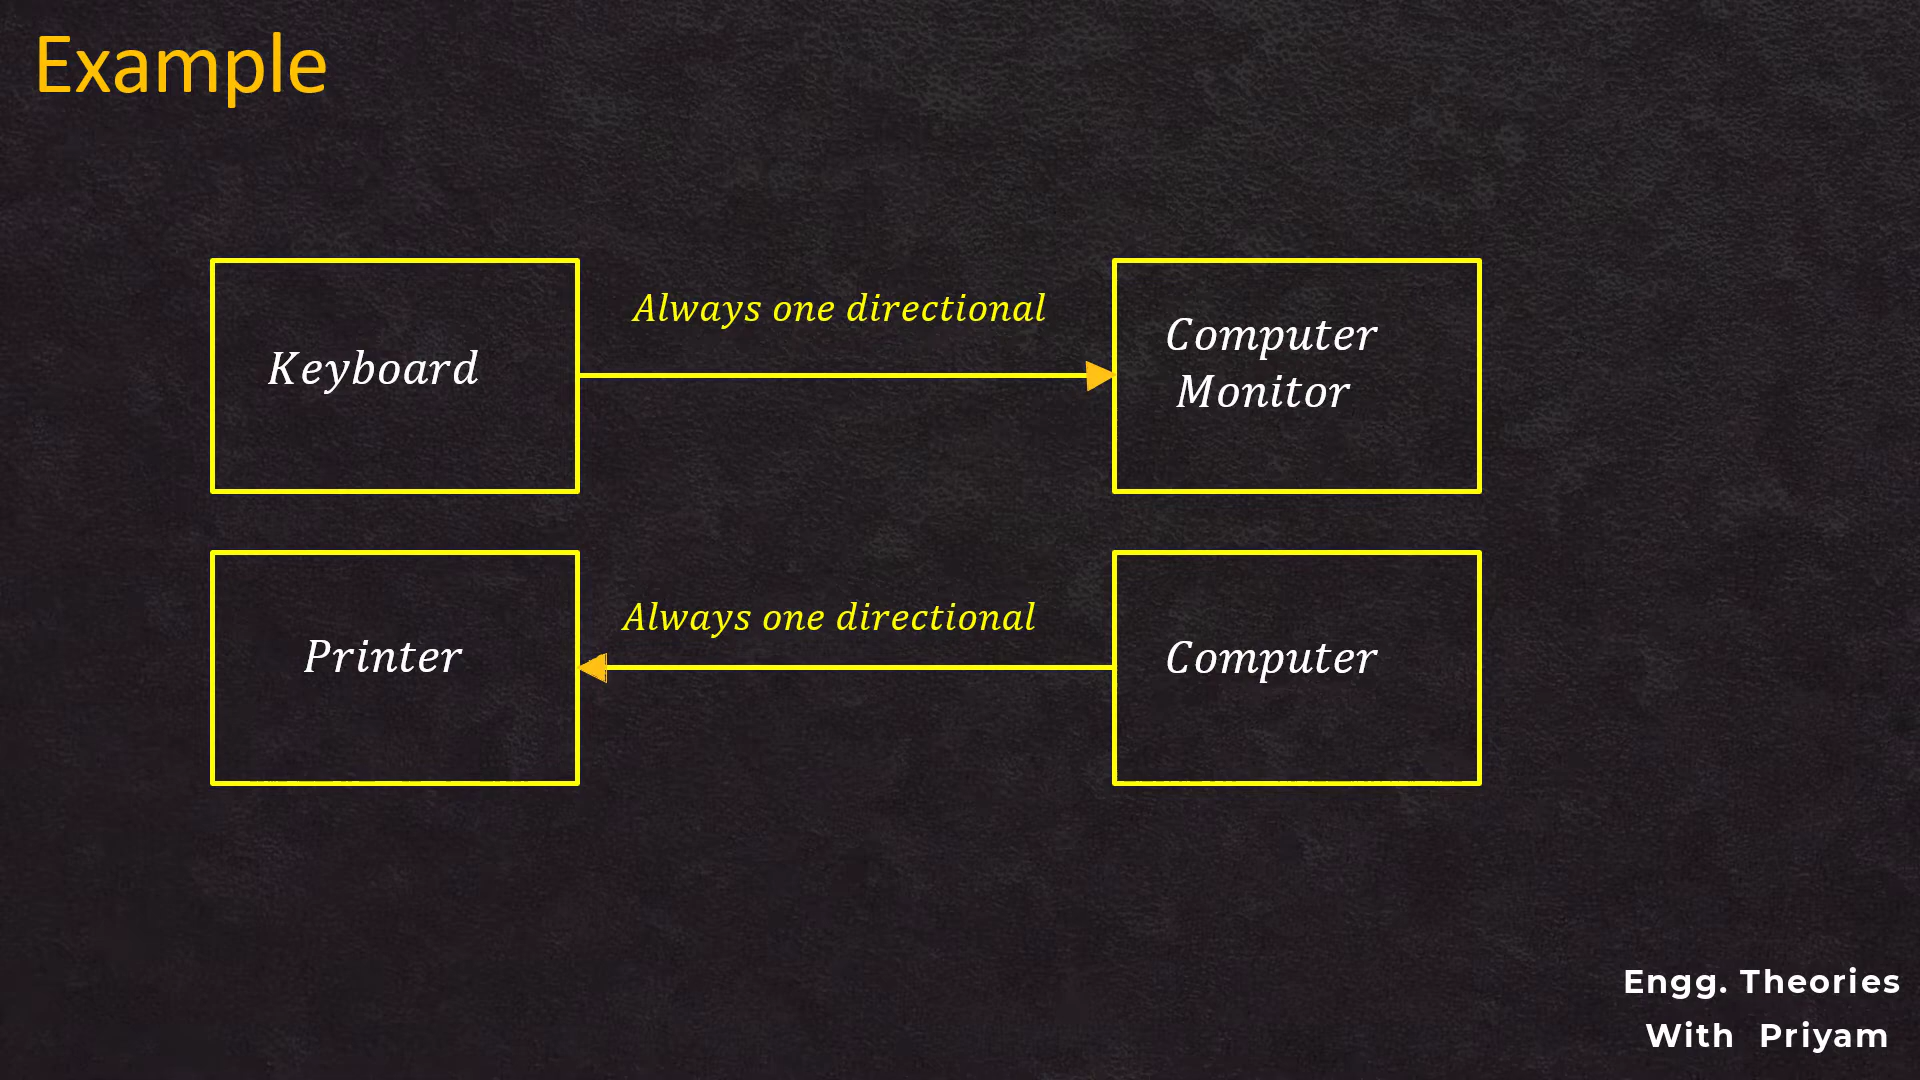 Example
Keyboard
Always one directional
Computer
Monitor
Printer
Always one directional
Computer
Engg. Theories
With Priyam